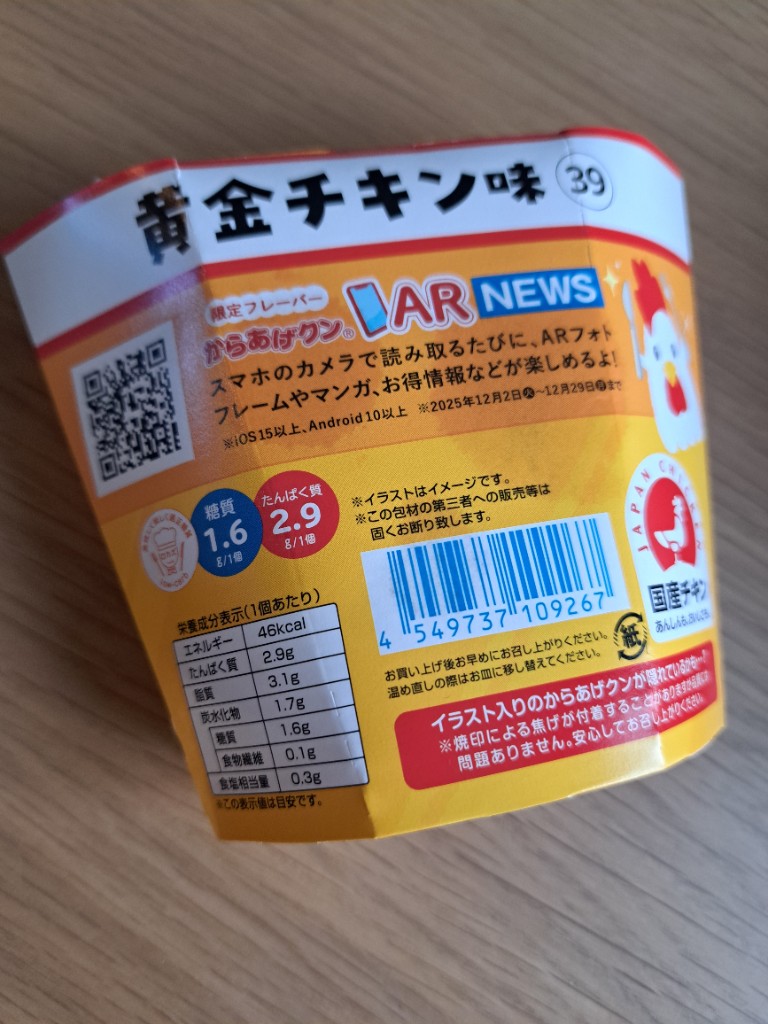 黄金チキン味 39
限定フレーバー
からあげクン® AR NEWS
スマホのカメラで読み取るたびに、ARフォト
フレームやマンガ、お得情報などが楽しめるよ!
※iOS15以上、Android10以上 ※2025年12月2日㊋〜12月29日㊊まで
糖質
1.6
g/1個
たんぱく質
2.9
g/1個
※イラストはイメージです。
※この包材の第三者への販売等は
固くお断り致します。
JAPAN CHICKEN
国産チキン
栄養成分表示(1個あたり)
エネルギー 46kcal
たんぱく質 2.9g
脂質 3.1g
炭水化物 1.7g
糖質 1.6g
食物繊維 0.1g
食塩相当量 0.3g
※この表示値は目安です。
4 549737 109267
お買い上げ後お早めにお召し上がりください。
温め直しの際はお皿に移し替えてください。
紙
イラスト入りのからあげクンが隠れているかも…?
※焼印による焦げが付着することがありますが品質には
問題ありません。安心してお召し上がりください。